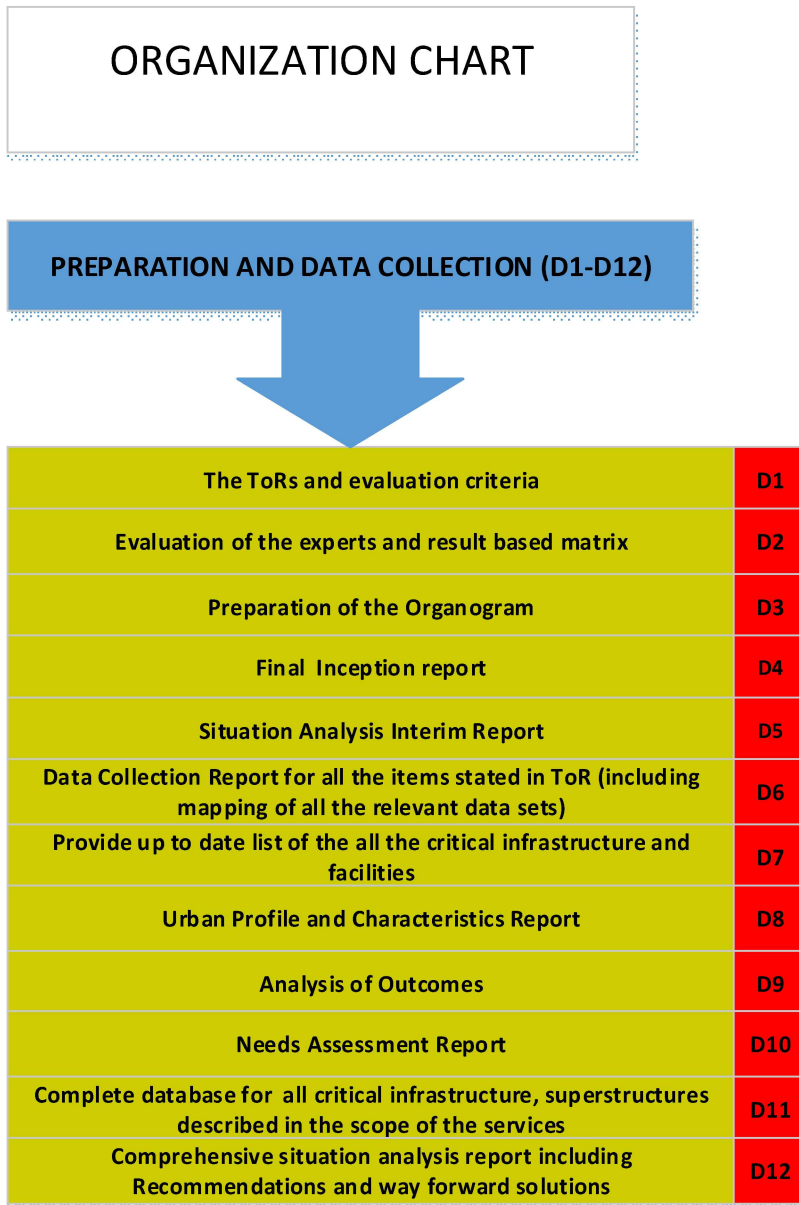 ORGANIZATION CHART
PREPARATION AND DATA COLLECTION (D1-D12)
The ToRs and evaluation criteria
D1
Evaluation of the experts and result based matrix
D2
Preparation of the Organogram
D3
Final Inception report
D4
Situation Analysis Interim Report
D5
Data Collection Report for all the items stated in ToR (including
mapping of all the relevant data sets)
D6
Provide up to date list of the all the critical infrastructure and
facilities
D7
Urban Profile and Characteristics Report
D8
Analysis of Outcomes
D9
Needs Assessment Report
D10
Complete database for all critical infrastructure, superstructures
described in the scope of the services
D11
Comprehensive situation analysis report including
Recommendations and way forward solutions
D12